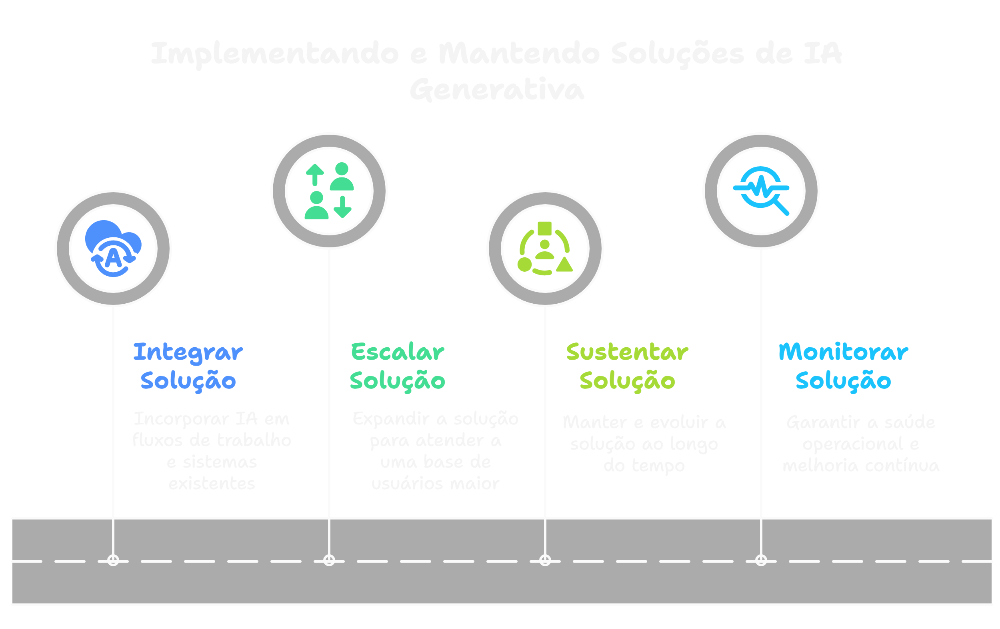 Implementando e Mantendo Soluções de IA
Generativa
Integrar
Solução
Incorporar IA em
fluxos de trabalho
e sistemas
existentes
Escalar
Solução
Expandir a solução
para atender a
uma base de
usuários maior
Sustentar
Solução
Manter e evoluir a
solução ao longo
do tempo
Monitorar
Solução
Garantir a saúde
operacional e
melhoria contínua